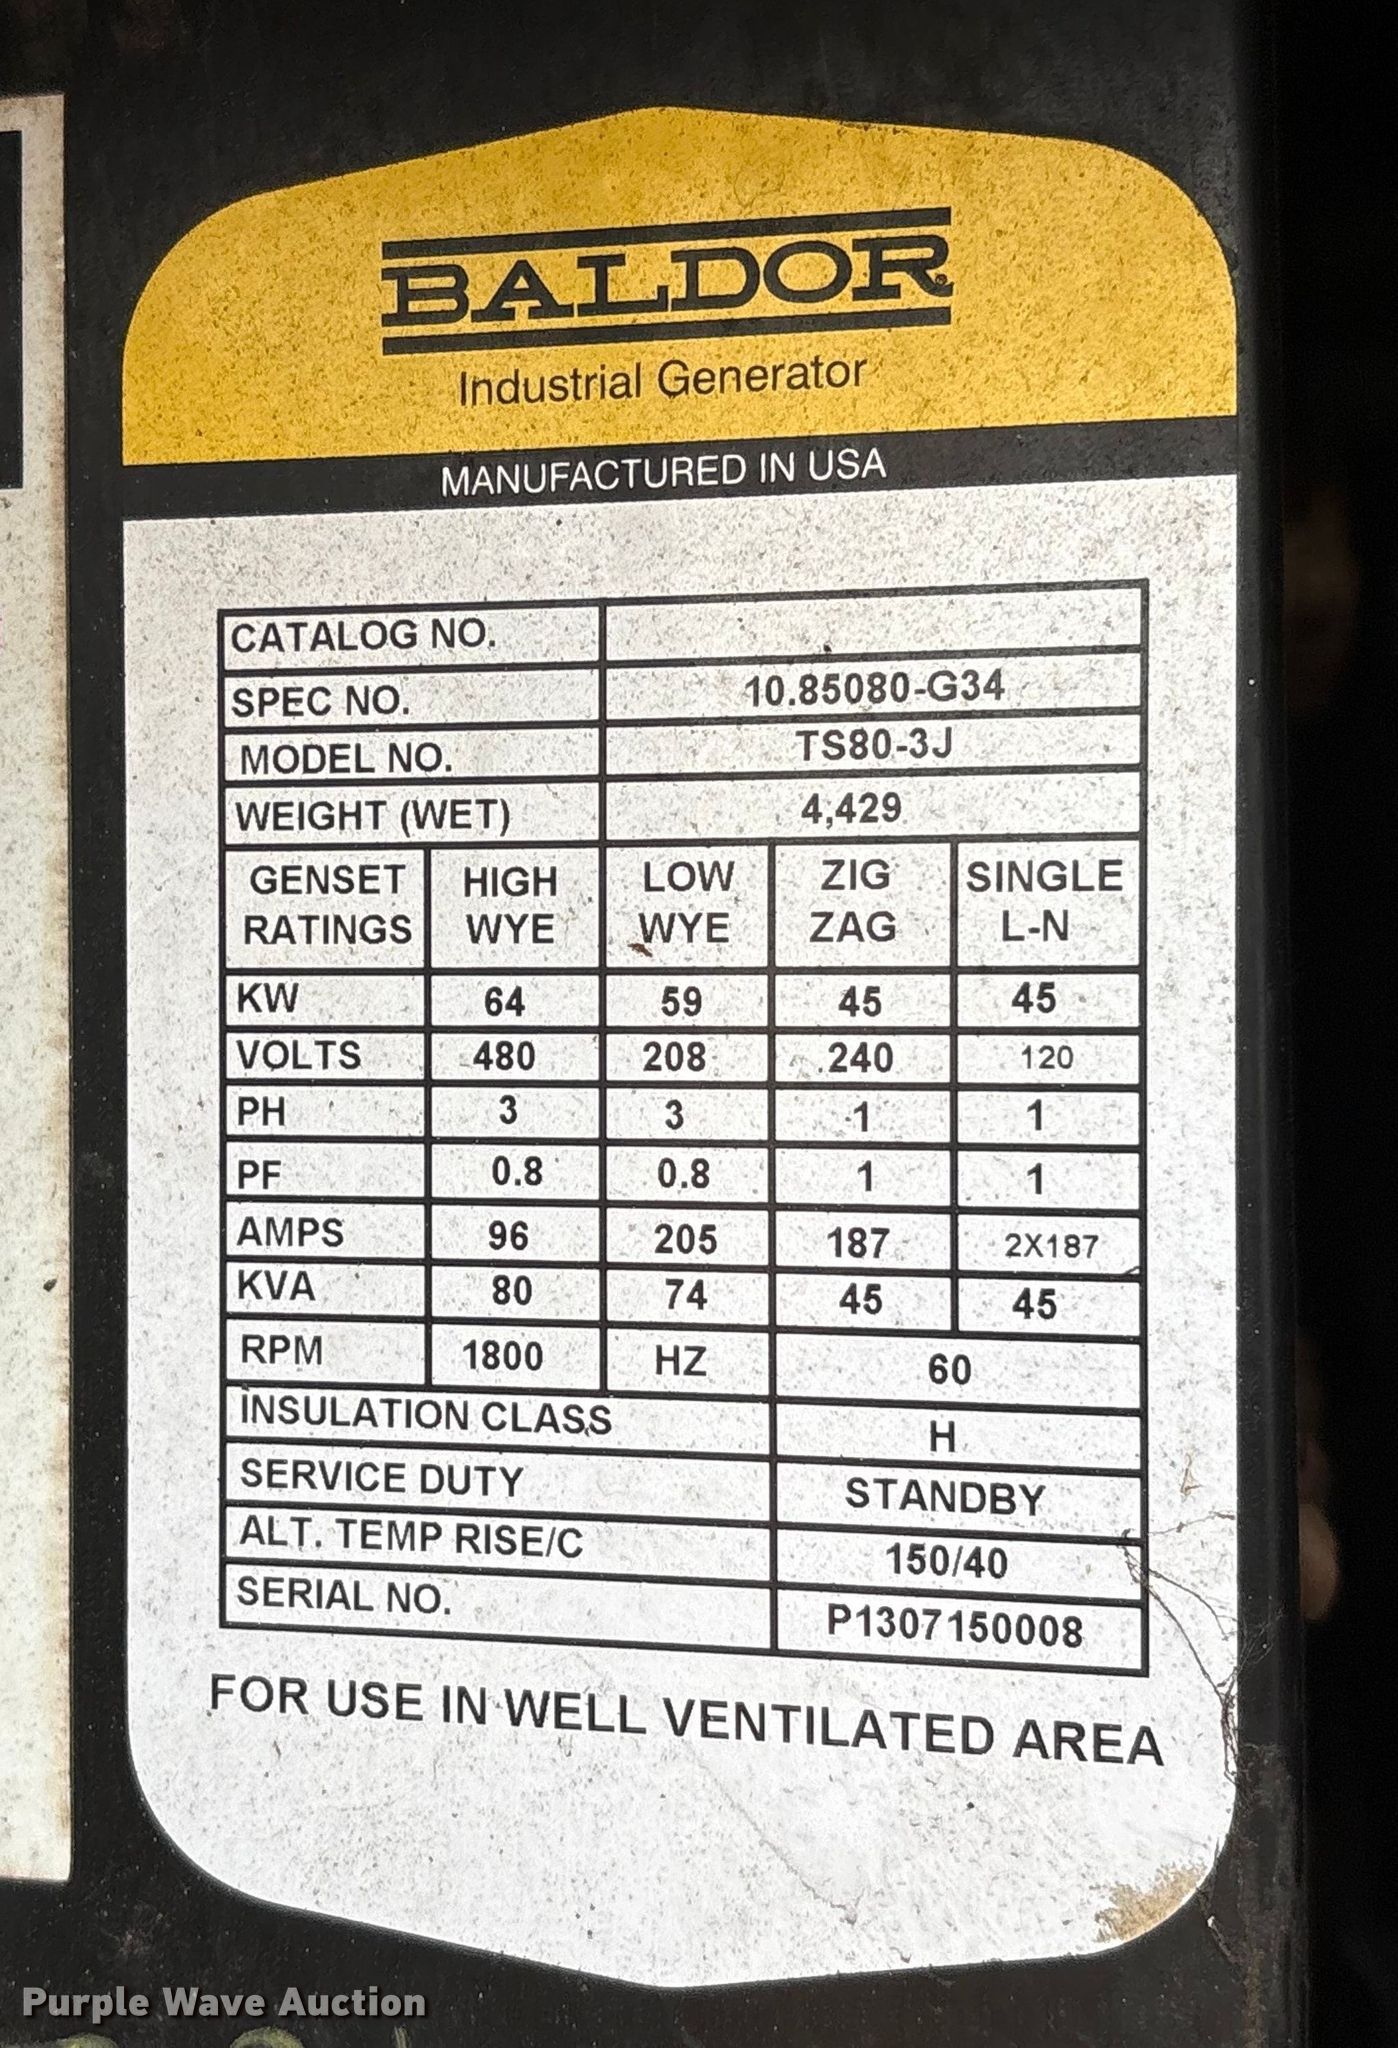 BALDOR
Industrial Generator
MANUFACTURED IN USA
CATALOG NO.
SPEC NO. 10.85080-G34
MODEL NO. TS80-3J
WEIGHT (WET) 4,429
GENSET RATINGS HIGH WYE LOW WYE ZIG ZAG SINGLE L-N
KW 64 59 45 45
VOLTS 480 208 240 120
PH 3 3 1 1
PF 0.8 0.8 1 1
AMPS 96 205 187 2X187
KVA 80 74 45 45
RPM 1800 HZ 60
INSULATION CLASS H
SERVICE DUTY STANDBY
ALT. TEMP RISE/C 150/40
SERIAL NO. P1307150008
FOR USE IN WELL VENTILATED AREA
Purple Wave Auction